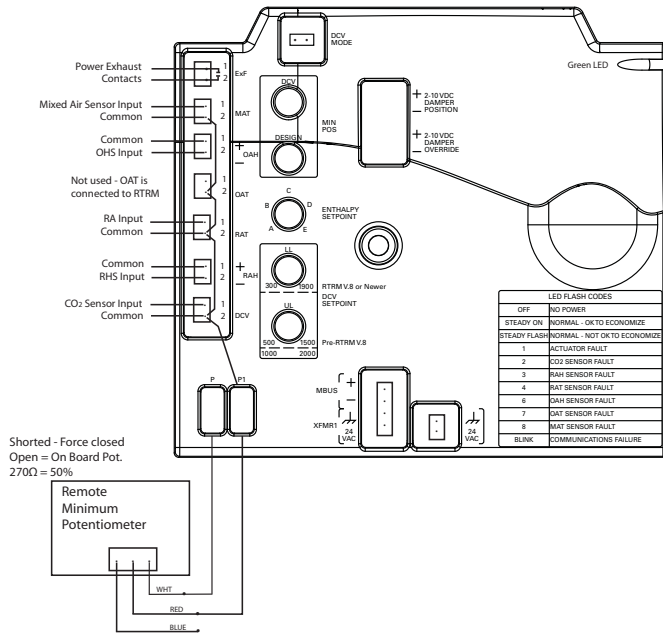 DCV
MODE
Green LED
Power Exhaust
Contacts
1
2
ExF
Mixed Air Sensor Input
Common
1
2
MAT
Common
OHS Input
1
2
+
−
OAH
Not used - OAT is
connected to RTRM
1
2
OAT
RA Input
Common
1
2
RAT
Common
RHS Input
1
2
+
−
RAH
CO2 Sensor Input
Common
1
2
DCV
DCV
MIN
POS
DESIGN
+ 2-10 VDC
DAMPER
− POSITION
+ 2-10 VDC
DAMPER
− OVERRIDE
A
B
C
D
E
ENTHALPY
SETPOINT
LL
300 1900
RTRM V.8 or Newer
DCV
SETPOINT
UL
500 1500
Pre-RTRM V.8
1000 2000
LED FLASH CODES
OFF NO POWER
STEADY ON NORMAL - OK TO ECONOMIZE
STEADY FLASH NORMAL - NOT OK TO ECONOMIZE
1 ACTUATOR FAULT
2 CO2 SENSOR FAULT
3 RAH SENSOR FAULT
4 RAT SENSOR FAULT
6 OAH SENSOR FAULT
7 OAT SENSOR FAULT
8 MAT SENSOR FAULT
BLINK COMMUNICATIONS FAILURE
P
P1
MBUS
+
−
XFMR1
24
VAC
24
VAC
Shorted - Force closed
Open = On Board Pot.
270Ω = 50%
Remote
Minimum
Potentiometer
WHT
RED
BLUE